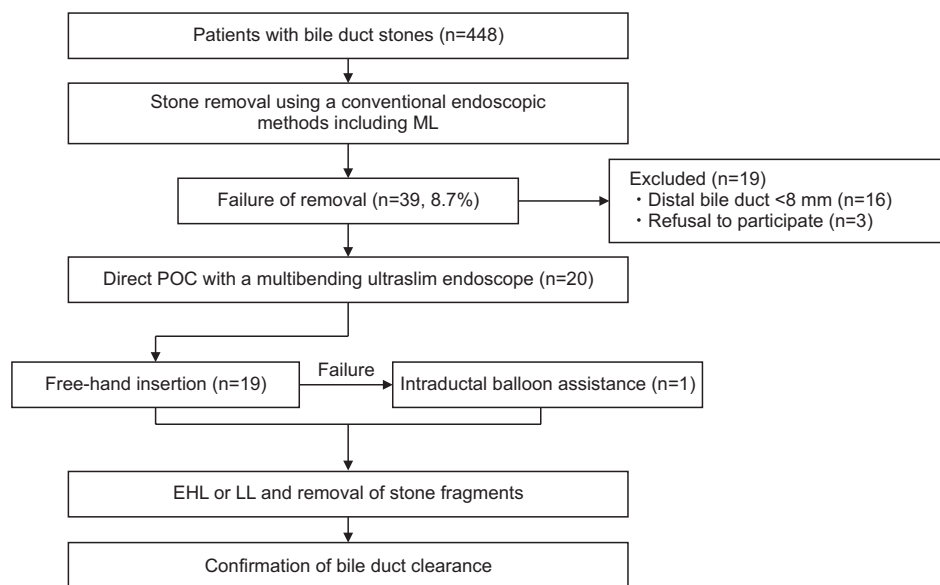 Patients with bile duct stones (n=448)
Stone removal using a conventional endoscopic
methods including ML
Failure of removal (n=39, 8.7%)
Excluded (n=19)
・Distal bile duct <8 mm (n=16)
・Refusal to participate (n=3)
Direct POC with a multibending ultraslim endoscope (n=20)
Free-hand insertion (n=19)
Failure
Intraductal balloon assistance (n=1)
EHL or LL and removal of stone fragments
Confirmation of bile duct clearance